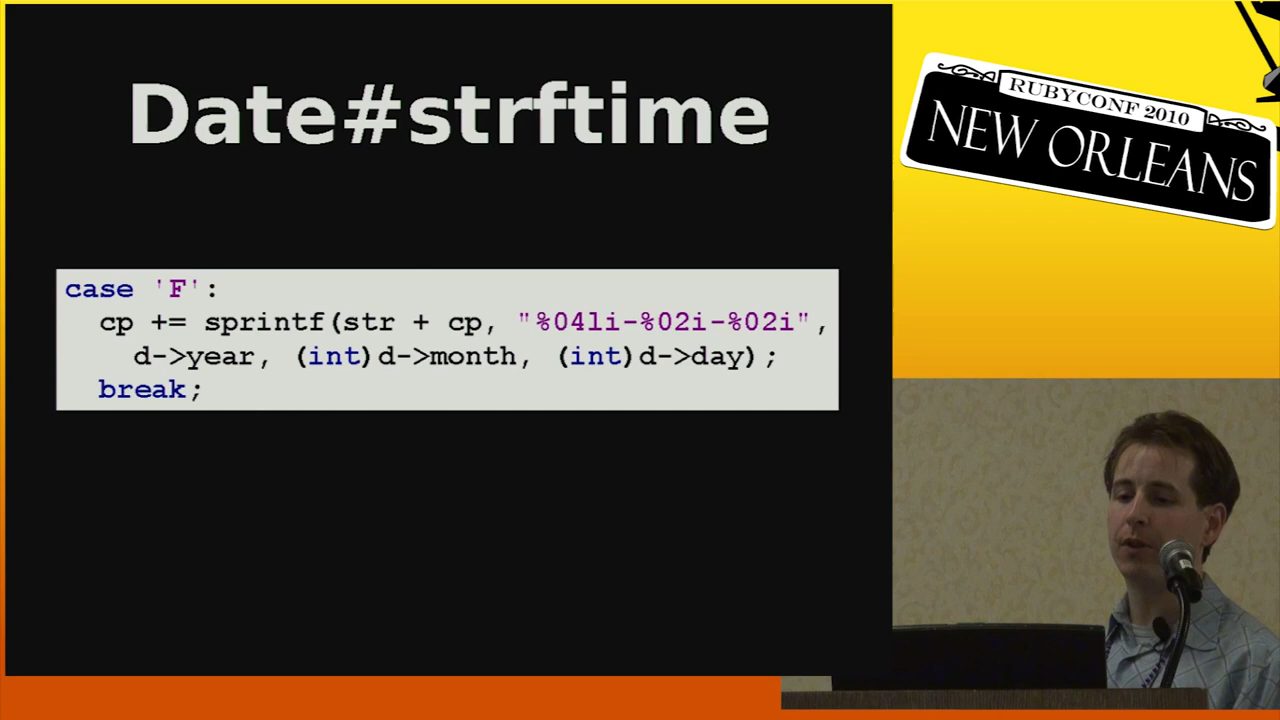 Date#strftime
case 'F':
cp += sprintf(str + cp, "%04li-%02i-%02i",
d->year, (int)d->month, (int)d->day);
break;
RUBYCONF 2010
NEW ORLEANS